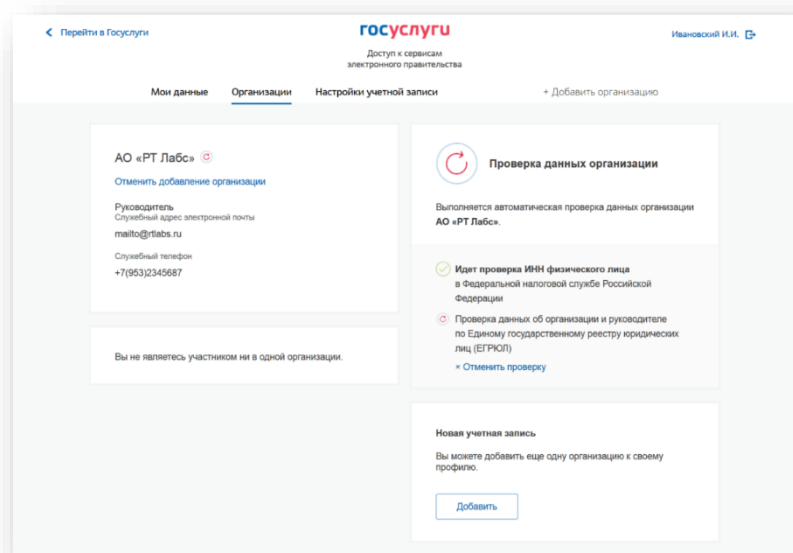 Перейти в Госуслуги
госуслуги
Ивановский И.И.
Доступ к сервисам
электронного правительства
Мои данные
Организации
Настройки учетной записи
+ Добавить организацию
АО «РТ Лабс»
Отменить добавление организации
Руководитель
Служебный адрес электронной почты
mailto@rtlabs.ru
Служебный телефон
+7(953)2345687
Вы не являетесь участником ни в одной организации.
Проверка данных организации
Выполняется автоматическая проверка данных организации
АО «РТ Лабс».
Идет проверка ИНН физического лица
в Федеральной налоговой службе Российской
Федерации
Проверка данных об организации и руководителе
по Единому государственному реестру юридических
лиц (ЕГРЮЛ)
× Отменить проверку
Новая учетная запись
Вы можете добавить еще одну организацию к своему
профилю.
Добавить